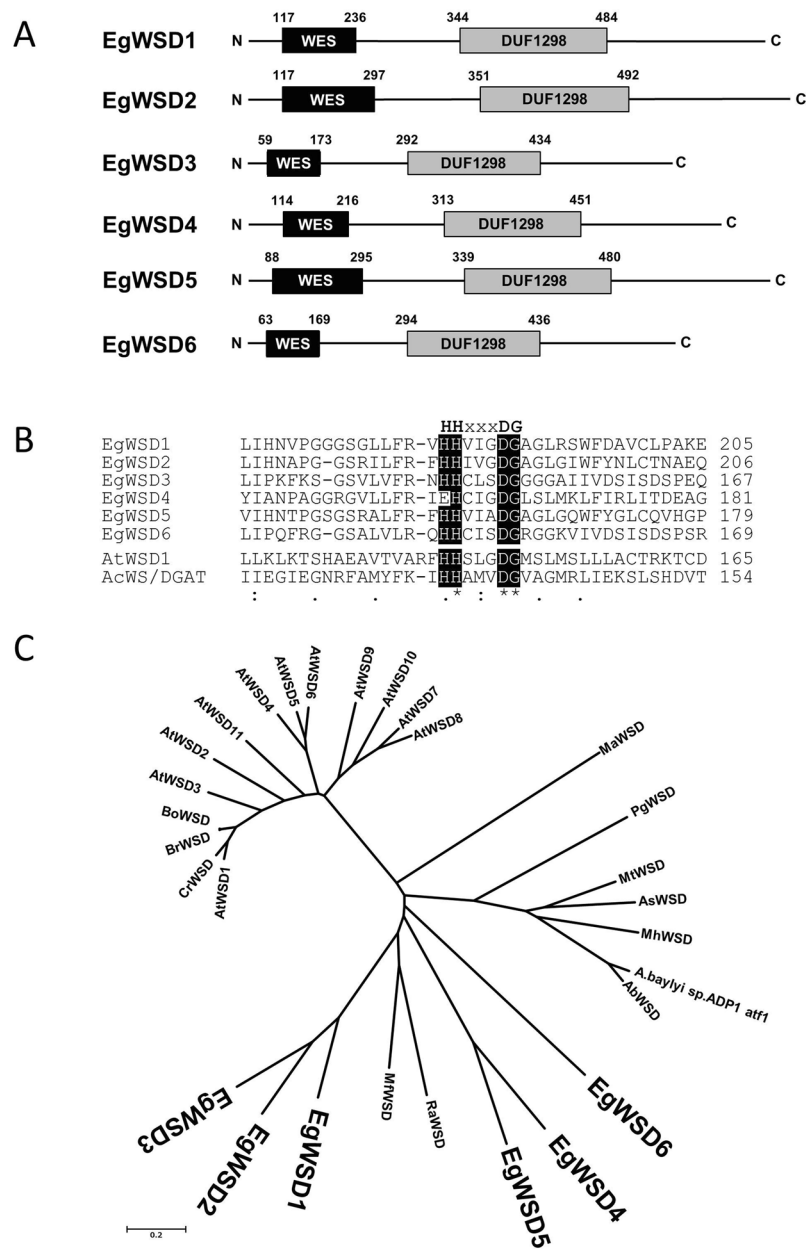 A
117 236 344 484
EgWSD1 N WES DUF1298 C
117 297 351 492
EgWSD2 N WES DUF1298 C
59 173 292 434
EgWSD3 N WES DUF1298 C
114 216 313 451
EgWSD4 N WES DUF1298 C
88 295 339 480
EgWSD5 N WES DUF1298 C
63 169 294 436
EgWSD6 N WES DUF1298 C
B
HHxxxDG
EgWSD1 LIHNVPGGGSGLLFR-VHHVIGDGAGLRSWFDAVCLPAKE 205
EgWSD2 LIHNAPG-GSRILFR-FHHIVGDGAGLGIWFYNLCTNAEQ 206
EgWSD3 LIPKFKS-GSVLVFR-NHHCLSDGGGAIIVDSISDSPEQ 167
EgWSD4 YIANPAGGRGVLLFR-IEHCIGDGLSLMKLFIRLITDEAG 181
EgWSD5 VIHNTPGSGSRALFR-FHHVIADGAGLGQWFYGLCQVHGP 179
EgWSD6 LIPQFRG-GSALVLR-QHHCISDGRGGKVIVDSISDSPSR 169
AtWSD1 LLKLKTSHAEAVTVARFHHSLGDGMSLMSLLLACTRKTCD 165
AcWS/DGAT IIEGIEGNRFAMYFK-IHHAMVDGVAGMRLIEKSLSHDVT 154
: . . . * : ** . .
C
AtWSD6
AtWSD5
AtWSD4
AtWSD9
AtWSD10
AtWSD7
AtWSD8
AtWSD11
AtWSD2
AtWSD3
BoWSD
BrWSD
CrWSD
AtWSD1
MaWSD
PgWSD
MtWSD
AsWSD
MhWSD
A.baylyi sp.ADP1 atf1
AbWSD
EgWSD3
EgWSD2
EgWSD1
MfWSD
RaWSD
EgWSD5
EgWSD4
EgWSD6
0.2